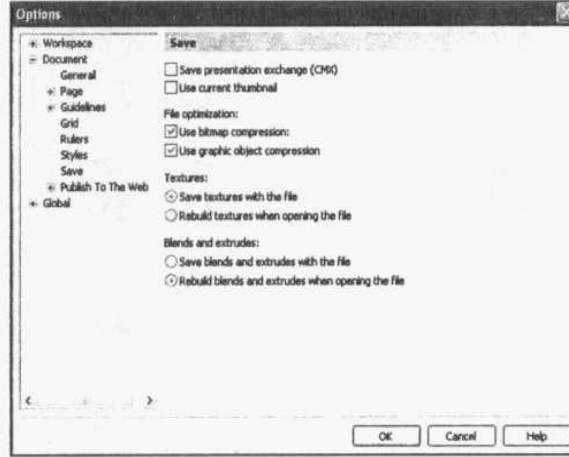 Options
Workspace
Document
General
Page
Guidelines
Grid
Rulers
Styles
Save
Publish To The Web
Global
Save
Save presentation exchange (CMX)
Use current thumbnail
File optimization:
Use bitmap compression:
Use graphic object compression
Textures:
Save textures with the file
Rebuild textures when opening the file
Blends and extrudes:
Save blends and extrudes with the file
Rebuild blends and extrudes when opening the file
OK
Cancel
Help